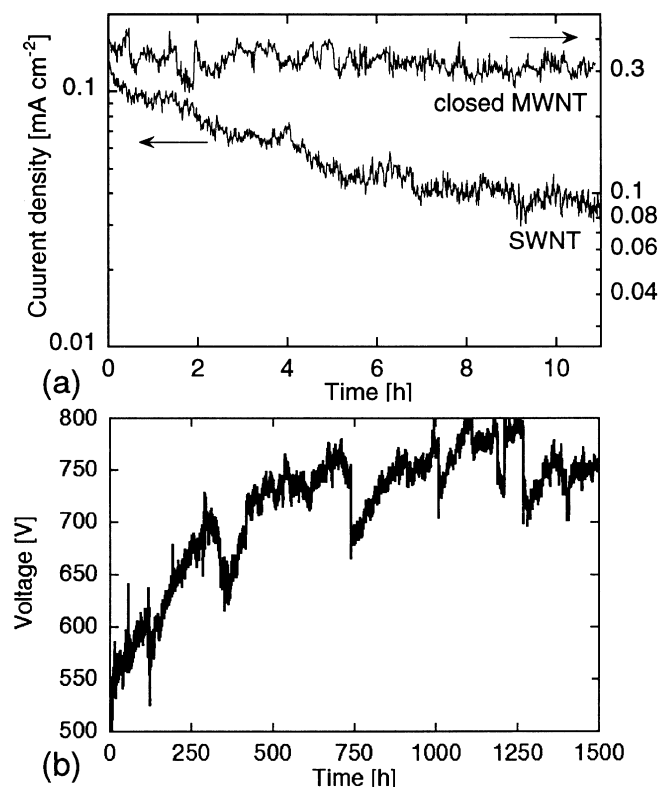 Cuurent density [mA cm⁻²]
0.1
0.01
0.3
0.1
0.08
0.06
0.04
closed MWNT
SWNT
0 2 4 6 8 10
(a) Time [h]
Voltage [V]
800
750
700
650
600
550
500
0 250 500 750 1000 1250 1500
(b) Time [h]